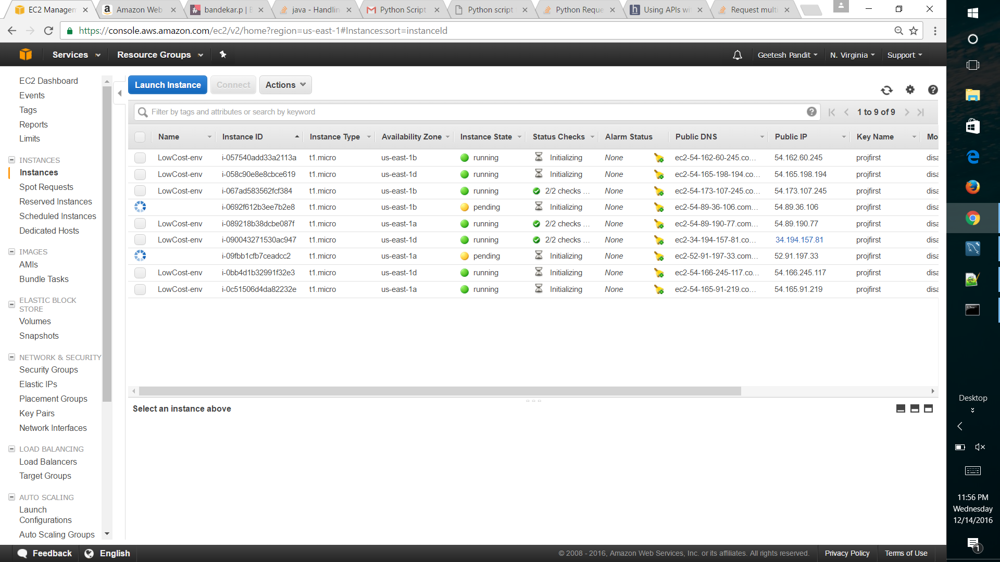 EC2 Managem
Amazon Web
bandekar.p |
java - Handlin
Python Script
Python script
Python Reque
Using APIs wi
Request multi
https://console.aws.amazon.com/ec2/v2/home?region=us-east-1#Instances:sort=instanceId
Services
Resource Groups
Geetesh Pandit
N. Virginia
Support
EC2 Dashboard
Events
Tags
Reports
Limits
INSTANCES
Instances
Spot Requests
Reserved Instances
Scheduled Instances
Dedicated Hosts
IMAGES
AMIs
Bundle Tasks
ELASTIC BLOCK
STORE
Volumes
Snapshots
NETWORK & SECURITY
Security Groups
Elastic IPs
Placement Groups
Key Pairs
Network Interfaces
LOAD BALANCING
Load Balancers
Target Groups
AUTO SCALING
Launch
Configurations
Auto Scaling Groups
Launch Instance
Connect
Actions
Filter by tags and attributes or search by keyword
1 to 9 of 9
Name Instance ID Instance Type Availability Zone Instance State Status Checks Alarm Status Public DNS Public IP Key Name Mo
LowCost-env i-057540add33a2113a t1.micro us-east-1b running Initializing None ec2-54-162-60-245.co... 54.162.60.245 projfirst disa
LowCost-env i-058c90e8e8cbce619 t1.micro us-east-1d running Initializing None ec2-54-165-198-194.co... 54.165.198.194 projfirst disa
LowCost-env i-067ad583562fcf384 t1.micro us-east-1b running 2/2 checks ... None ec2-54-173-107-245.co... 54.173.107.245 projfirst disa
i-0692f612b3ee7b2e8 t1.micro us-east-1b pending Initializing None ec2-54-89-36-106.com... 54.89.36.106 projfirst disa
LowCost-env i-089218b38dcbe087f t1.micro us-east-1a running 2/2 checks ... None ec2-54-89-190-77.com... 54.89.190.77 projfirst disa
LowCost-env i-090043271530ac947 t1.micro us-east-1d running 2/2 checks ... None ec2-34-194-157-81.co... 34.194.157.81 projfirst disa
i-09fbb1cfb7ceadcc2 t1.micro us-east-1a pending Initializing None ec2-52-91-197-33.com... 52.91.197.33 projfirst disa
LowCost-env i-0bb4d1b32991f32e3 t1.micro us-east-1d running Initializing None ec2-54-166-245-117.co... 54.166.245.117 projfirst disa
LowCost-env i-0c51506d4da82232e t1.micro us-east-1a running Initializing None ec2-54-165-91-219.co... 54.165.91.219 projfirst disa
Select an instance above
Feedback
English
© 2008 - 2016, Amazon Web Services, Inc. or its affiliates. All rights reserved.
Privacy Policy
Terms of Use
Desktop
11:56 PM
Wednesday
12/14/2016
1